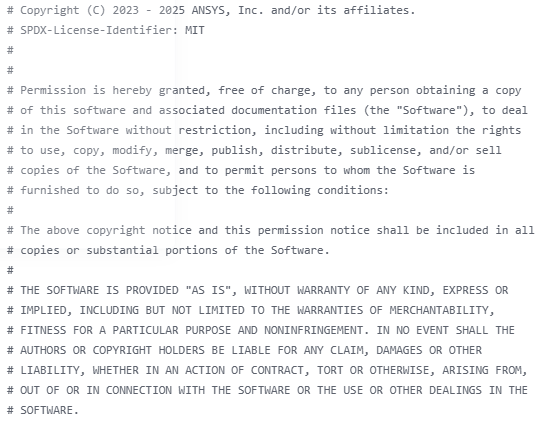 # Copyright (C) 2023 - 2025 ANSYS, Inc. and/or its affiliates.
# SPDX-License-Identifier: MIT
#
#
# Permission is hereby granted, free of charge, to any person obtaining a copy
# of this software and associated documentation files (the "Software"), to deal
# in the Software without restriction, including without limitation the rights
# to use, copy, modify, merge, publish, distribute, sublicense, and/or sell
# copies of the Software, and to permit persons to whom the Software is
# furnished to do so, subject to the following conditions:
#
# The above copyright notice and this permission notice shall be included in all
# copies or substantial portions of the Software.
#
# THE SOFTWARE IS PROVIDED "AS IS", WITHOUT WARRANTY OF ANY KIND, EXPRESS OR
# IMPLIED, INCLUDING BUT NOT LIMITED TO THE WARRANTIES OF MERCHANTABILITY,
# FITNESS FOR A PARTICULAR PURPOSE AND NONINFRINGEMENT. IN NO EVENT SHALL THE
# AUTHORS OR COPYRIGHT HOLDERS BE LIABLE FOR ANY CLAIM, DAMAGES OR OTHER
# LIABILITY, WHETHER IN AN ACTION OF CONTRACT, TORT OR OTHERWISE, ARISING FROM,
# OUT OF OR IN CONNECTION WITH THE SOFTWARE OR THE USE OR OTHER DEALINGS IN THE
# SOFTWARE.